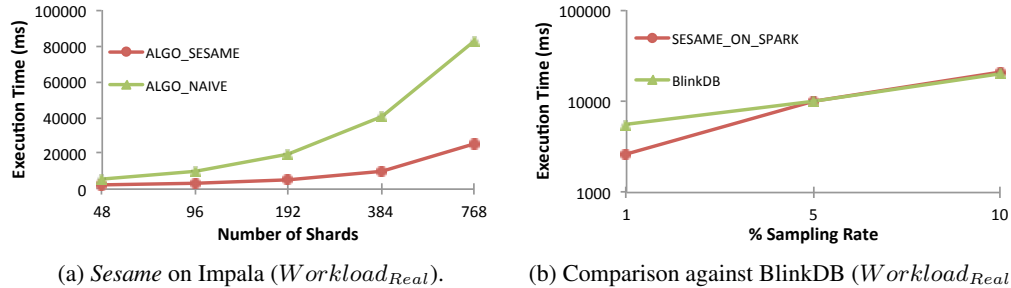 100000
80000
60000
40000
20000
0
Execution Time (ms)
ALGO_SESAME
ALGO_NAIVE
48 96 192 384 768
Number of Shards
(a) Sesame on Impala (Workload_Real).
100000
10000
1000
Execution Time (ms)
SESAME_ON_SPARK
BlinkDB
1 5 10
% Sampling Rate
(b) Comparison against BlinkDB (Workload_Real